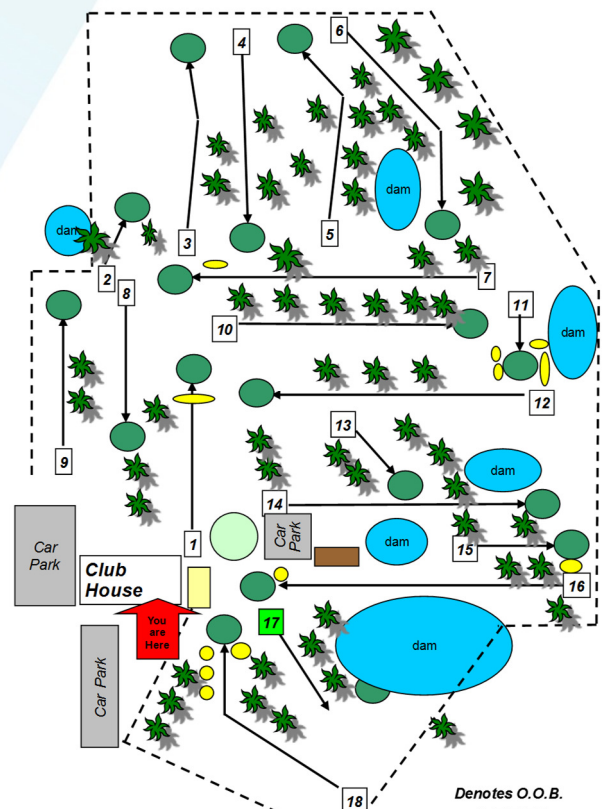 4
6
5
3
dam
dam
2
8
7
10
11
dam
12
9
13
dam
14
1
Car
Park
dam
15
Car
Park
Club
House
16
You
are
Here
17
dam
Car Park
18
Denotes O.O.B.